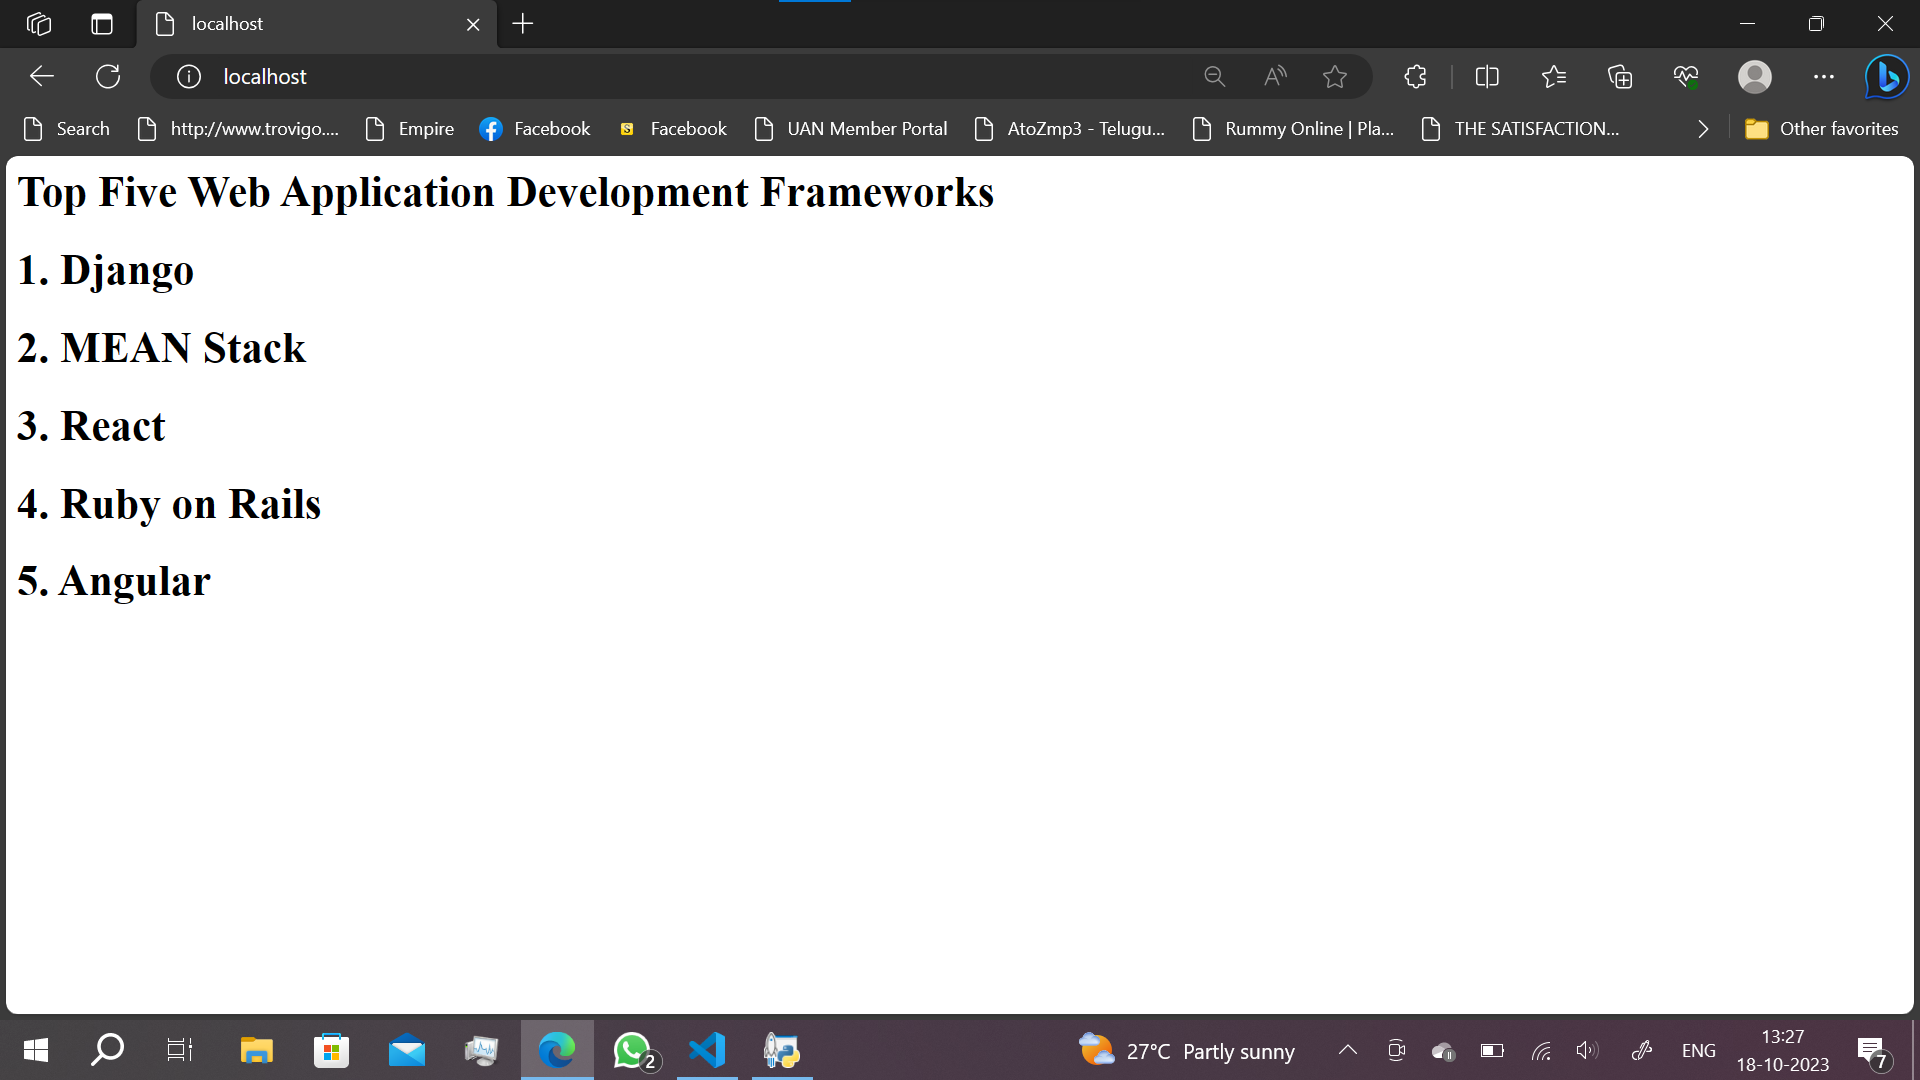 localhost
localhost
Search
http://www.trovigo....
Empire
Facebook
Facebook
UAN Member Portal
AtoZmp3 - Telugu...
Rummy Online | Pla...
THE SATISFACTION...
Other favorites
Top Five Web Application Development Frameworks
1. Django
2. MEAN Stack
3. React
4. Ruby on Rails
5. Angular
2
27°C Partly sunny
ENG
13:27
18-10-2023
7